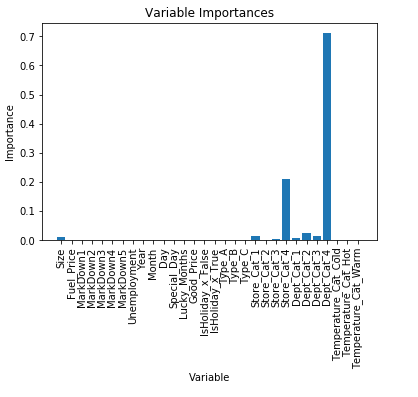 Variable Importances
Importance
0.7
0.6
0.5
0.4
0.3
0.2
0.1
0.0
Size
Fuel_Price
MarkDown1
MarkDown2
MarkDown3
MarkDown4
MarkDown5
Unemployment
Year
Month
Day
Special_Day
Lucky_Months
Good_Price
IsHoliday_x_False
IsHoliday_x_True
Type_A
Type_B
Type_C
Store_Cat_1
Store_Cat_2
Store_Cat_3
Store_Cat_4
Dept_Cat_1
Dept_Cat_2
Dept_Cat_3
Dept_Cat_4
Temperature_Cat_Cold
Temperature_Cat_Hot
Temperature_Cat_Warm
Variable